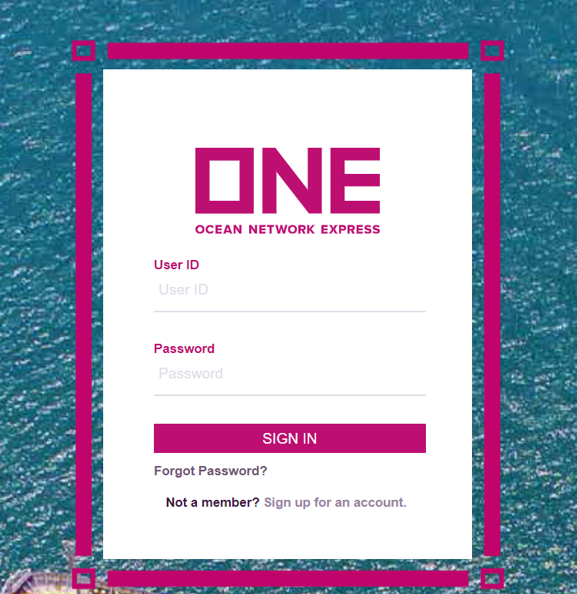 ONE
OCEAN NETWORK EXPRESS
User ID
User ID
Password
Password
SIGN IN
Forgot Password?
Not a member? Sign up for an account.